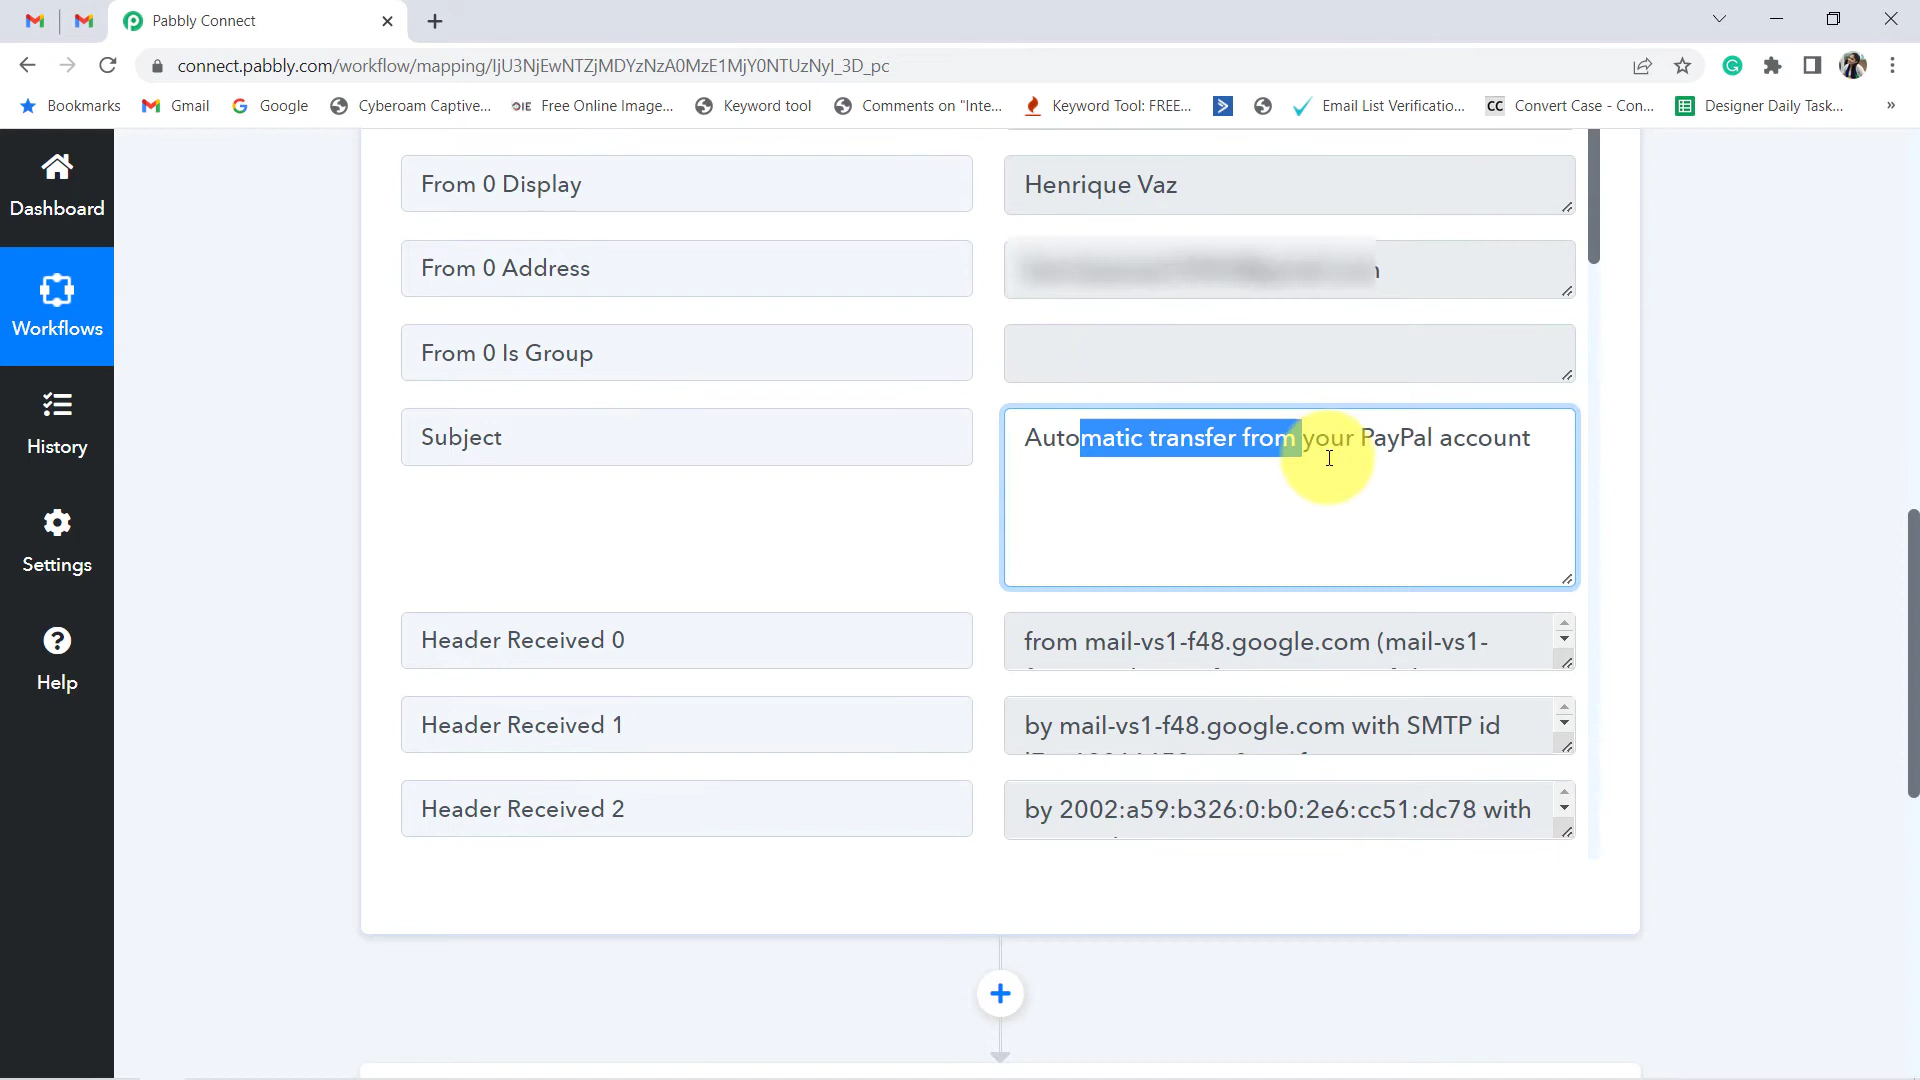 Pabbly Connect
connect.pabbly.com/workflow/mapping/IjU3NjEwNTZjMDYzNzA0MzE1MjY0NTUzNyI_3D_pc
Bookmarks
Gmail
Google
Cyberoam Captive...
Free Online Image...
Keyword tool
Comments on "Inte...
Keyword Tool: FREE...
Email List Verificatio...
Convert Case - Con...
Designer Daily Task...
»
Dashboard
Workflows
History
Settings
Help
From 0 Display
Henrique Vaz
From 0 Address
From 0 Is Group
Subject
Automatic transfer from your PayPal account
Header Received 0
from mail-vs1-f48.google.com (mail-vs1-
Header Received 1
by mail-vs1-f48.google.com with SMTP id
Header Received 2
by 2002:a59:b326:0:b0:2e6:cc51:dc78 with